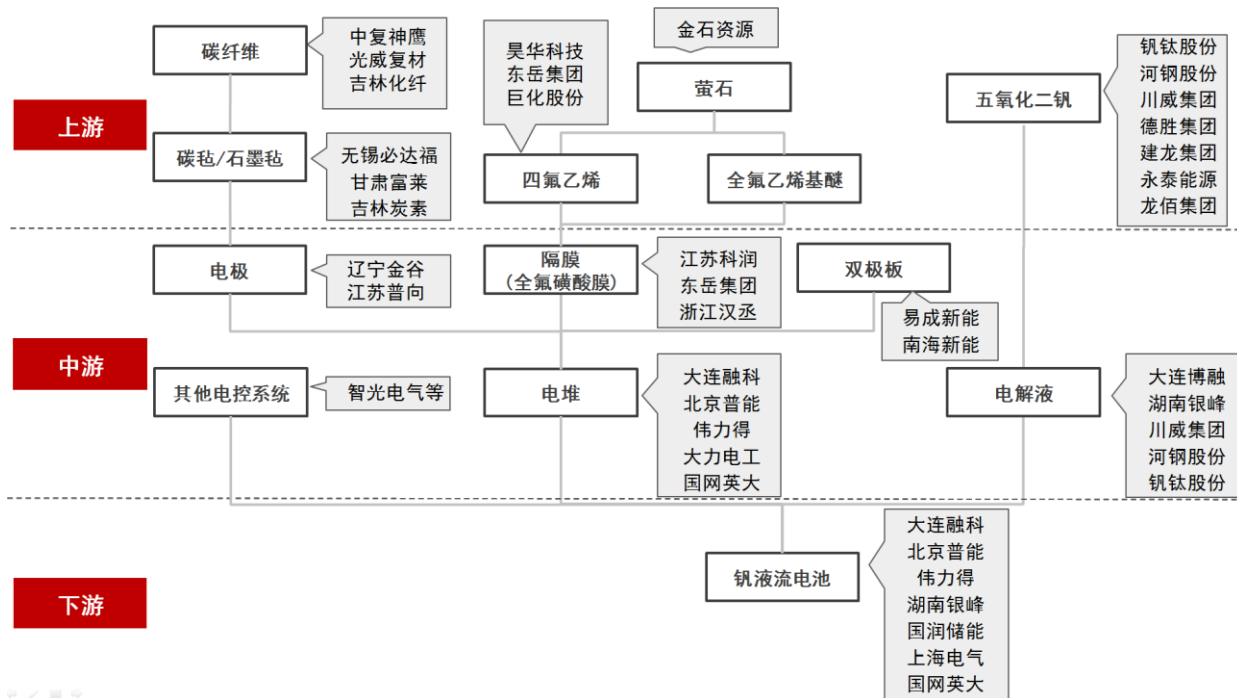 上游
碳纤维
中复神鹰
光威复材
吉林化纤
碳毡/石墨毡
无锡必达福
甘肃富莱
吉林炭素
昊华科技
东岳集团
巨化股份
金石资源
萤石
四氟乙烯
全氟乙烯基醚
五氧化二钒
钒钛股份
河钢股份
川威集团
德胜集团
建龙集团
永泰能源
龙佰集团
中游
电极
辽宁金谷
江苏普向
隔膜
(全氟磺酸膜)
江苏科润
东岳集团
浙江汉丞
双极板
易成新能
南海新能
其他电控系统
智光电气等
电堆
大连融科
北京普能
伟力得
大力电工
国网英大
电解液
大连博融
湖南银峰
川威集团
河钢股份
钒钛股份
下游
钒液流电池
大连融科
北京普能
伟力得
湖南银峰
国润储能
上海电气
国网英大